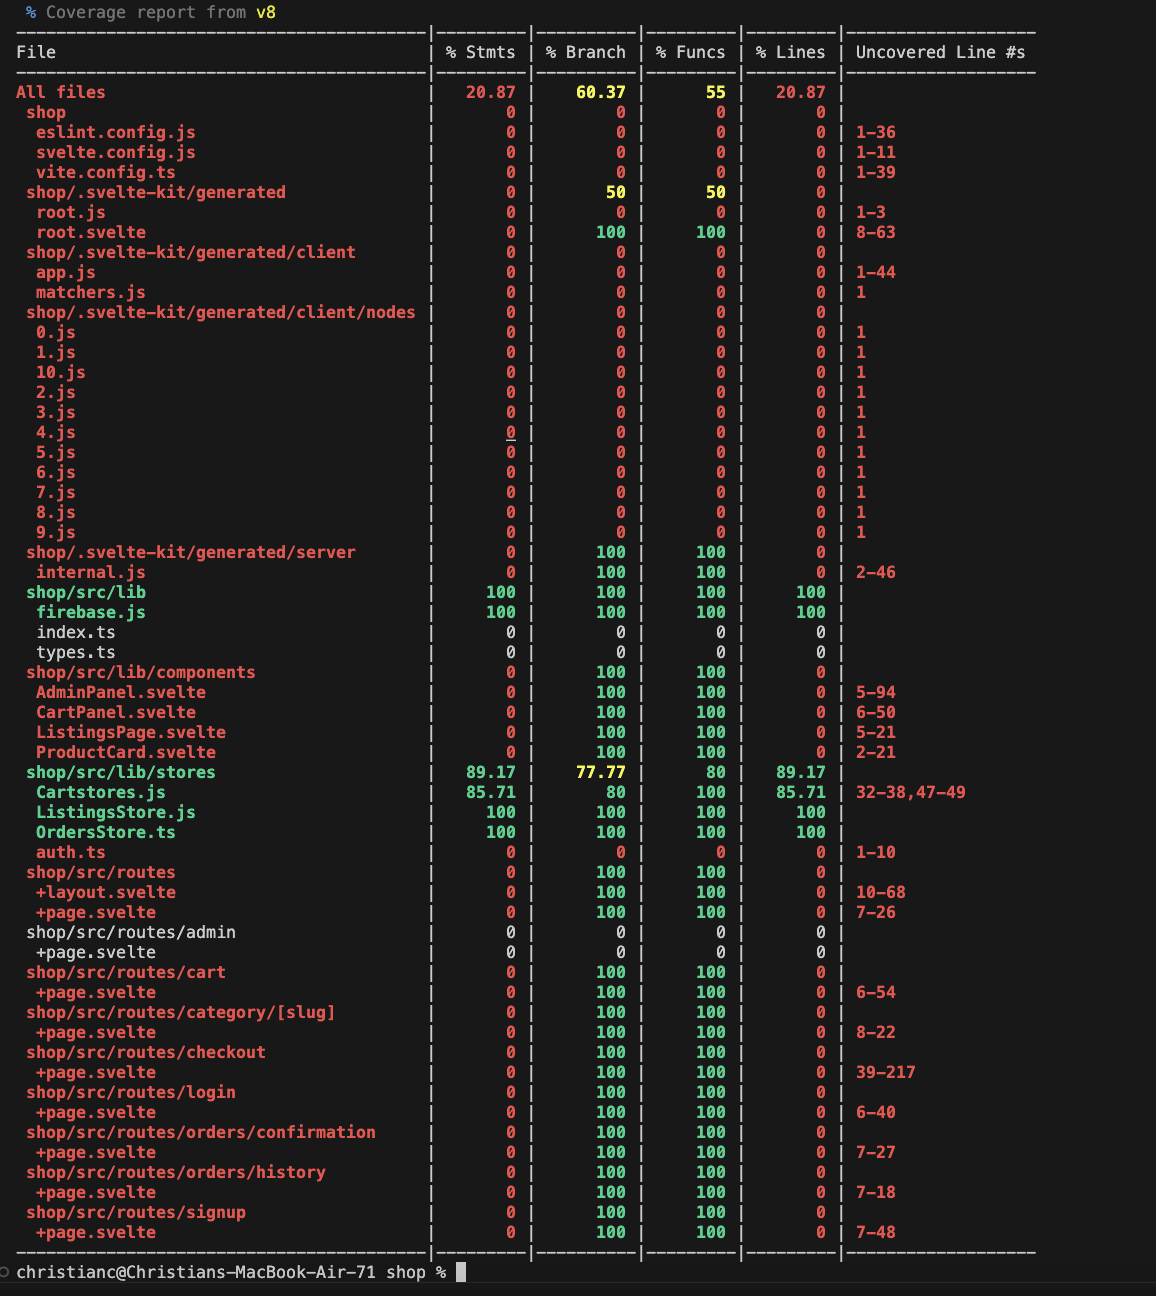 % Coverage report from v8
File | % Stmts | % Branch | % Funcs | % Lines | Uncovered Line #s
All files | 20.87 | 60.37 | 55 | 20.87 |
shop | 0 | 0 | 0 | 0 |
eslint.config.js | 0 | 0 | 0 | 0 | 1-36
svelte.config.js | 0 | 0 | 0 | 0 | 1-11
vite.config.ts | 0 | 0 | 0 | 0 | 1-39
shop/.svelte-kit/generated | 0 | 50 | 50 | 0 |
root.js | 0 | 0 | 0 | 0 | 1-3
root.svelte | 0 | 100 | 100 | 0 | 8-63
shop/.svelte-kit/generated/client | 0 | 0 | 0 | 0 |
app.js | 0 | 0 | 0 | 0 | 1-44
matchers.js | 0 | 0 | 0 | 0 | 1
shop/.svelte-kit/generated/client/nodes | 0 | 0 | 0 | 0 |
0.js | 0 | 0 | 0 | 0 | 1
1.js | 0 | 0 | 0 | 0 | 1
10.js | 0 | 0 | 0 | 0 | 1
2.js | 0 | 0 | 0 | 0 | 1
3.js | 0 | 0 | 0 | 0 | 1
4.js | 0 | 0 | 0 | 0 | 1
5.js | 0 | 0 | 0 | 0 | 1
6.js | 0 | 0 | 0 | 0 | 1
7.js | 0 | 0 | 0 | 0 | 1
8.js | 0 | 0 | 0 | 0 | 1
9.js | 0 | 0 | 0 | 0 | 1
shop/.svelte-kit/generated/server | 0 | 100 | 100 | 0 |
internal.js | 0 | 100 | 100 | 0 | 2-46
shop/src/lib | 100 | 100 | 100 | 100 |
firebase.js | 100 | 100 | 100 | 100 |
index.ts | 0 | 0 | 0 | 0 |
types.ts | 0 | 0 | 0 | 0 |
shop/src/lib/components | 0 | 100 | 100 | 0 |
AdminPanel.svelte | 0 | 100 | 100 | 0 | 5-94
CartPanel.svelte | 0 | 100 | 100 | 0 | 6-50
ListingsPage.svelte | 0 | 100 | 100 | 0 | 5-21
ProductCard.svelte | 0 | 100 | 100 | 0 | 2-21
shop/src/lib/stores | 89.17 | 77.77 | 80 | 89.17 |
Cartstores.js | 85.71 | 80 | 100 | 85.71 | 32-38,47-49
ListingsStore.js | 100 | 100 | 100 | 100 |
OrdersStore.ts | 100 | 100 | 100 | 100 |
auth.ts | 0 | 0 | 0 | 0 | 1-10
shop/src/routes | 0 | 100 | 100 | 0 |
+layout.svelte | 0 | 100 | 100 | 0 | 10-68
+page.svelte | 0 | 100 | 100 | 0 | 7-26
shop/src/routes/admin | 0 | 0 | 0 | 0 |
+page.svelte | 0 | 0 | 0 | 0 |
shop/src/routes/cart | 0 | 100 | 100 | 0 |
+page.svelte | 0 | 100 | 100 | 0 | 6-54
shop/src/routes/category/[slug] | 0 | 100 | 100 | 0 |
+page.svelte | 0 | 100 | 100 | 0 | 8-22
shop/src/routes/checkout | 0 | 100 | 100 | 0 |
+page.svelte | 0 | 100 | 100 | 0 | 39-217
shop/src/routes/login | 0 | 100 | 100 | 0 |
+page.svelte | 0 | 100 | 100 | 0 | 6-40
shop/src/routes/orders/confirmation | 0 | 100 | 100 | 0 |
+page.svelte | 0 | 100 | 100 | 0 | 7-27
shop/src/routes/orders/history | 0 | 100 | 100 | 0 |
+page.svelte | 0 | 100 | 100 | 0 | 7-18
shop/src/routes/signup | 0 | 100 | 100 | 0 |
+page.svelte | 0 | 100 | 100 | 0 | 7-48
christianc@Christians-MacBook-Air-71 shop %